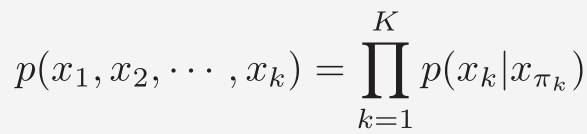 p(x_1, x_2, \cdots, x_k) = \prod_{k=1}^{K} p(x_k | x_{\pi_k})